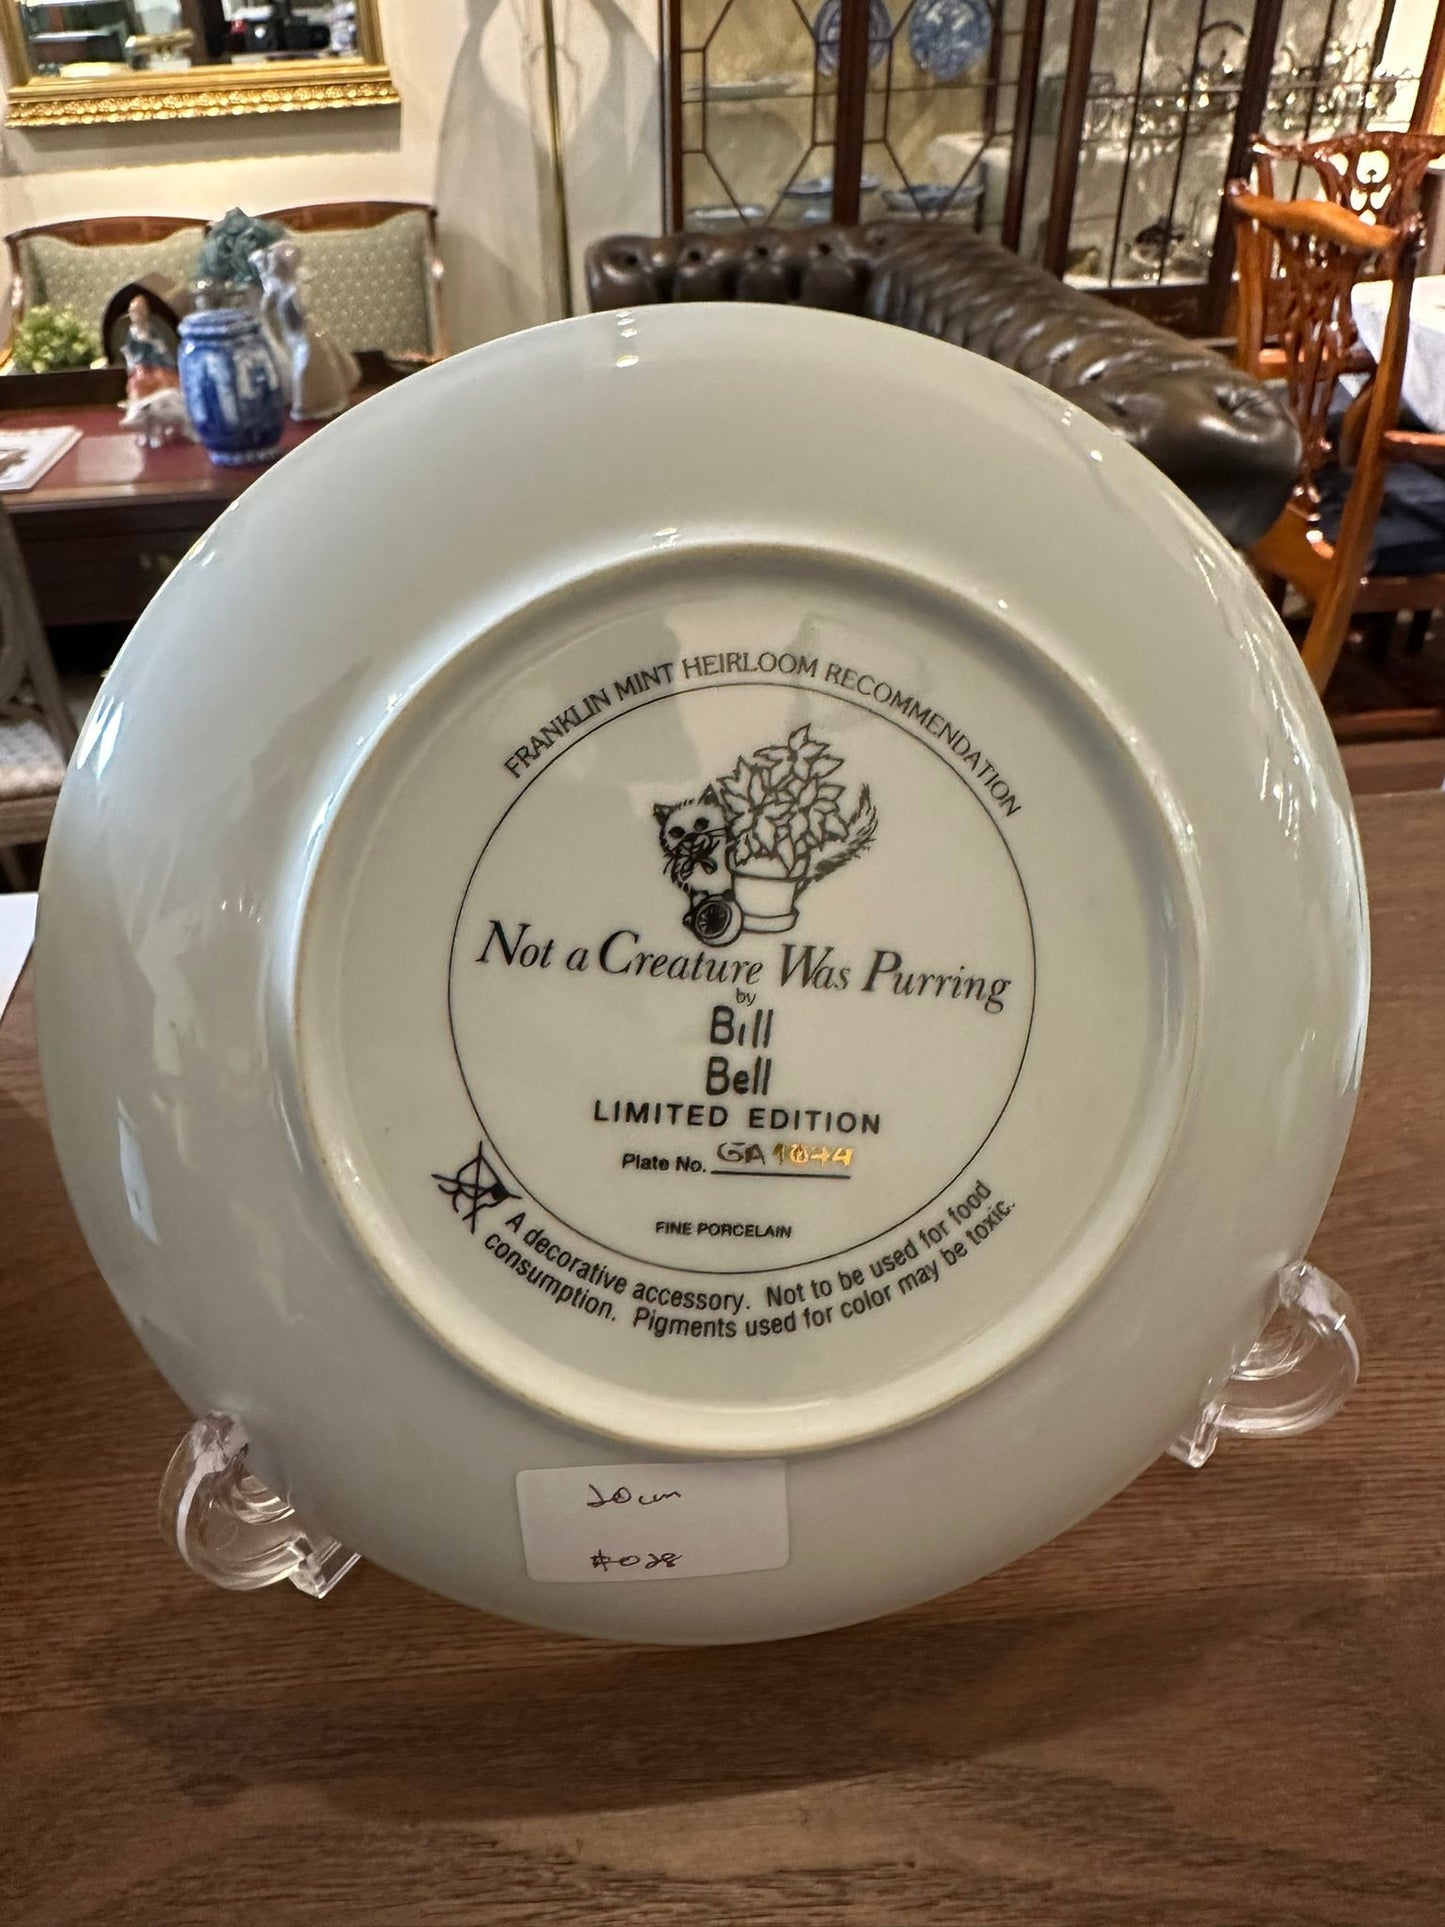 FRANKLIN MINT HEIRLOOM RECOMMENDATION
Not a Creature Was Purring
by
Bill
Bell
LIMITED EDITION
Plate No. GA
FINE PORCELAIN
A decorative accessory. Not to be used for food
consumption. Pigments used for color may be toxic.
20cm
#028